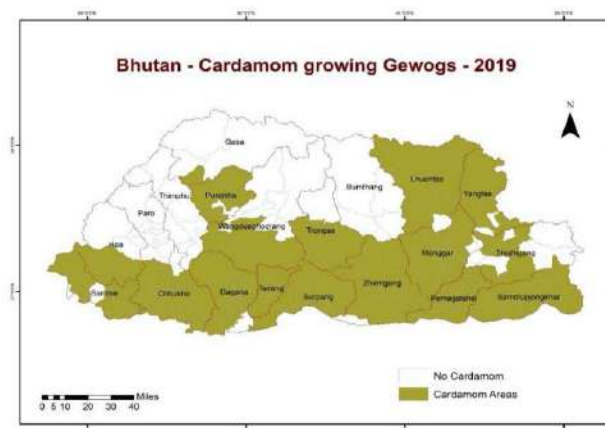 Bhutan - Cardamom growing Gewogs - 2019
N
Gasa
Punakha
Thimphu
Paro
Haa
Wangduephodrang
Bumthang
Lhuentse
Yangtse
Trongsa
Monggar
Trashigang
Samtse
Chhukha
Dagana
Tsirang
Sarpang
Zhemgang
Pemagatshel
Samdrupjongkhar
No Cardamom
Cardamom Areas
Miles
0 5 10 20 30 40